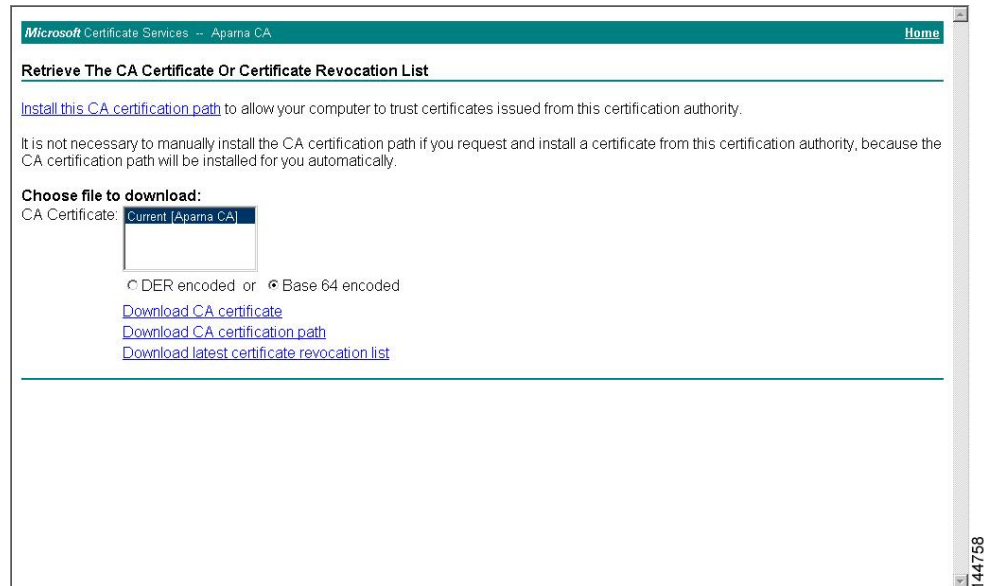 Microsoft Certificate Services -- Aparna CA Home
Retrieve The CA Certificate Or Certificate Revocation List
Install this CA certification path to allow your computer to trust certificates issued from this certification authority.
It is not necessary to manually install the CA certification path if you request and install a certificate from this certification authority, because the
CA certification path will be installed for you automatically.
Choose file to download:
CA Certificate: Current [Aparna CA]
DER encoded or Base 64 encoded
Download CA certificate
Download CA certification path
Download latest certificate revocation list
144758